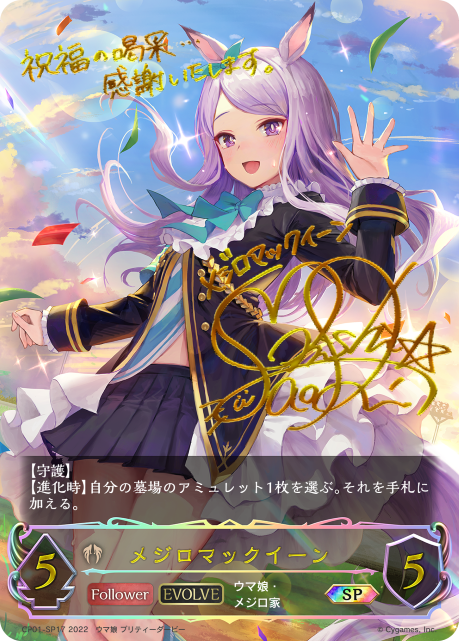 祝福の喝采…
感謝いたします。
メジロマックイーン
【守護】
【進化時】自分の墓場のアミュレット1枚を選ぶ。それを手札に
加える。
メジロマックイーン
5
5
Follower
EVOLVE
ウマ娘・
メジロ家
SP
CP01-SP17 2022 ウマ娘 プリティーダービー
© Cygames, Inc.